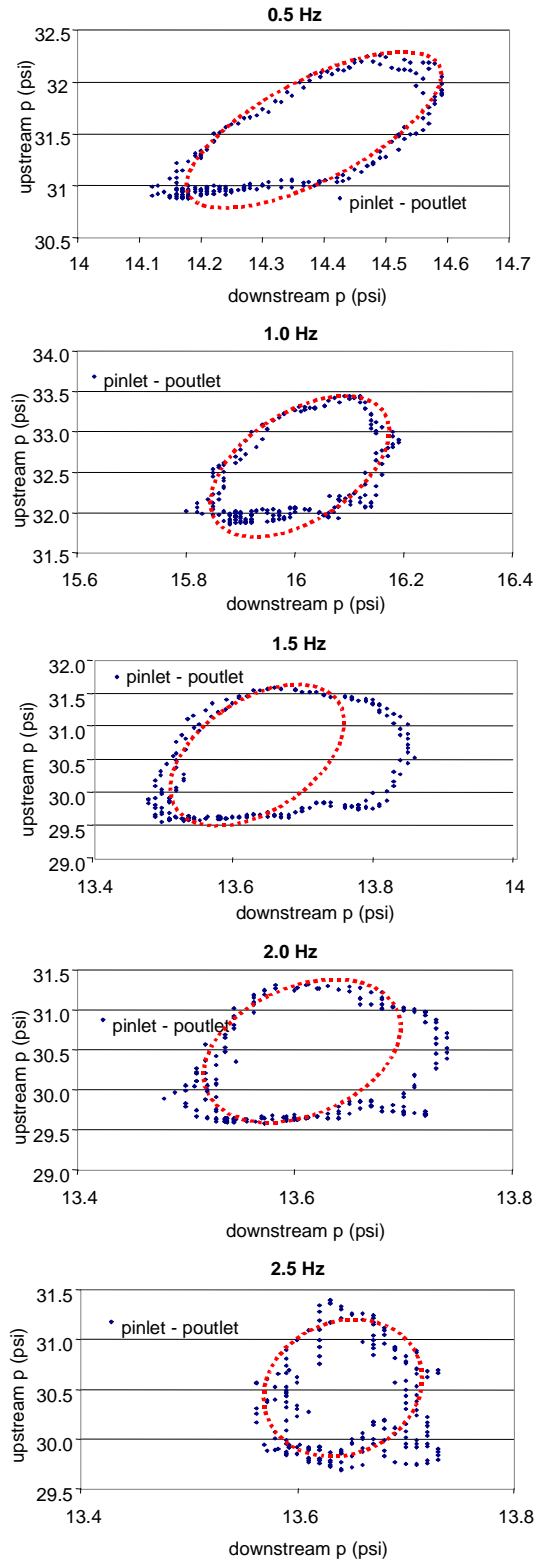 0.5 Hz
32.5
32
31.5
31
30.5
upstream p (psi)
pinlet - poutlet
14 14.1 14.2 14.3 14.4 14.5 14.6 14.7
downstream p (psi)
1.0 Hz
34.0
33.5
33.0
32.5
32.0
31.5
upstream p (psi)
pinlet - poutlet
15.6 15.8 16 16.2 16.4
downstream p (psi)
1.5 Hz
32.0
31.5
31.0
30.5
30.0
29.5
29.0
upstream p (psi)
pinlet - poutlet
13.4 13.6 13.8 14
downstream p (psi)
2.0 Hz
31.5
31.0
30.5
30.0
29.5
29.0
upstream p (psi)
pinlet - poutlet
13.4 13.6 13.8
downstream p (psi)
2.5 Hz
31.5
31.0
30.5
30.0
29.5
upstream p (psi)
pinlet - poutlet
13.4 13.6 13.8
downstream p (psi)